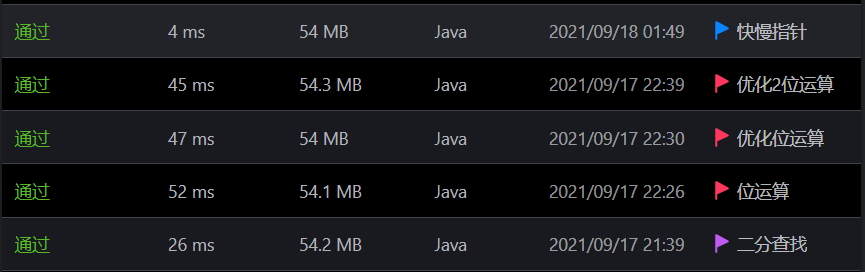 通过 4 ms 54 MB Java 2021/09/18 01:49 快慢指针
通过 45 ms 54.3 MB Java 2021/09/17 22:39 优化2位运算
通过 47 ms 54 MB Java 2021/09/17 22:30 优化位运算
通过 52 ms 54.1 MB Java 2021/09/17 22:26 位运算
通过 26 ms 54.2 MB Java 2021/09/17 21:39 二分查找